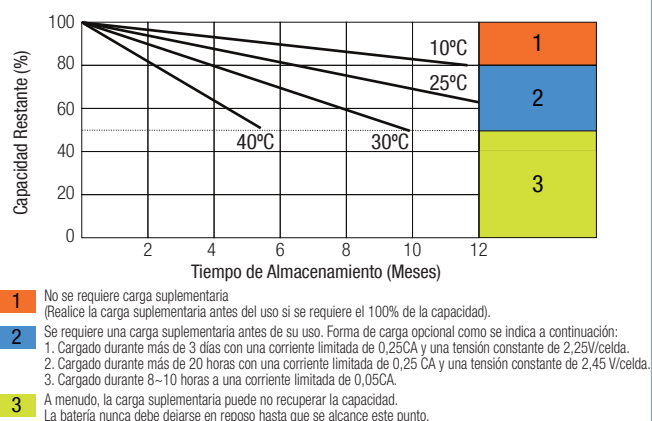 Capacidad Restante (%)
100
80
60
40
20
0
10ºC
25ºC
30ºC
40ºC
1
2
3
2
4
6
8
10
12
Tiempo de Almacenamiento (Meses)
1
No se requiere carga suplementaria
(Realice la carga suplementaria antes del uso si se requiere el 100% de la capacidad).
2
Se requiere una carga suplementaria antes de su uso. Forma de carga opcional como se indica a continuación:
1. Cargado durante más de 3 días con una corriente limitada de 0,25CA y una tensión constante de 2,25V/celda.
2. Cargado durante más de 20 horas con una corriente limitada de 0,25 CA y una tensión constante de 2,45 V/celda.
3. Cargado durante 8~10 horas a una corriente limitada de 0,05CA.
3
A menudo, la carga suplementaria puede no recuperar la capacidad.
La batería nunca debe dejarse en reposo hasta que se alcance este punto.